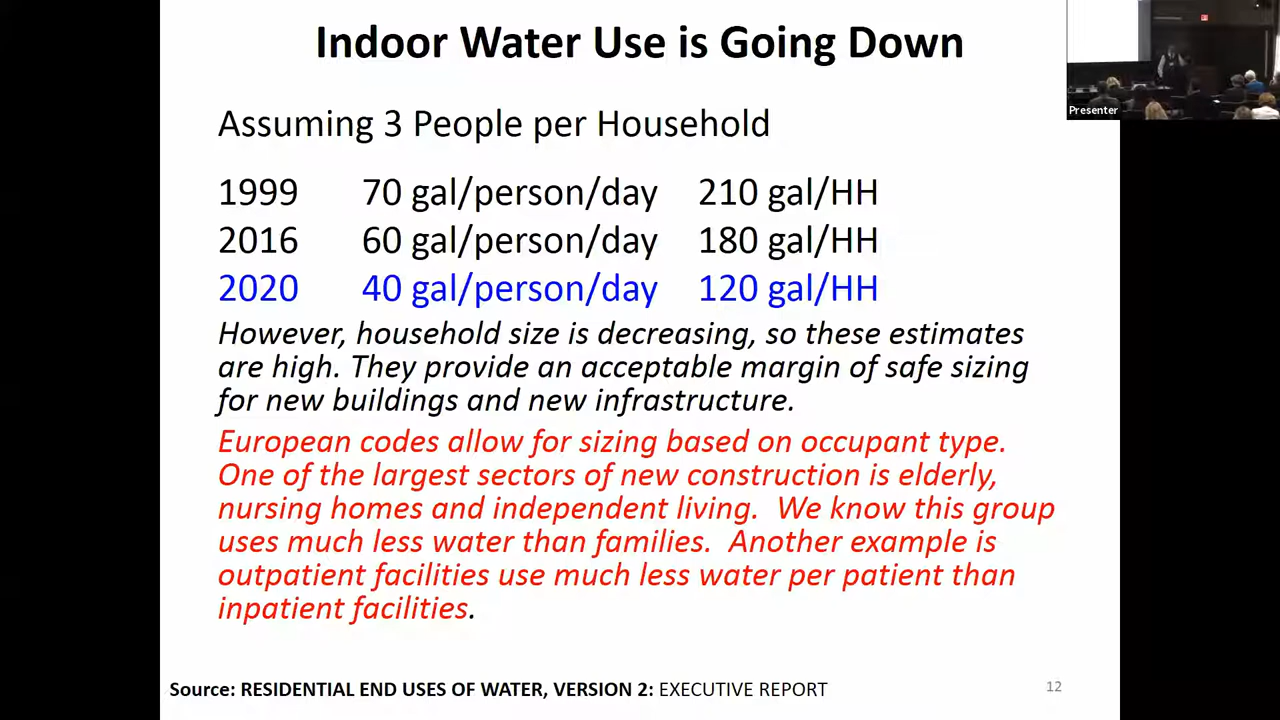 Indoor Water Use is Going Down
Presenter
Assuming 3 People per Household
1999 70 gal/person/day 210 gal/HH
2016 60 gal/person/day 180 gal/HH
2020 40 gal/person/day 120 gal/HH
However, household size is decreasing, so these estimates
are high. They provide an acceptable margin of safe sizing
for new buildings and new infrastructure.
European codes allow for sizing based on occupant type.
One of the largest sectors of new construction is elderly,
nursing homes and independent living. We know this group
uses much less water than families. Another example is
outpatient facilities use much less water per patient than
inpatient facilities.
Source: RESIDENTIAL END USES OF WATER, VERSION 2: EXECUTIVE REPORT
12